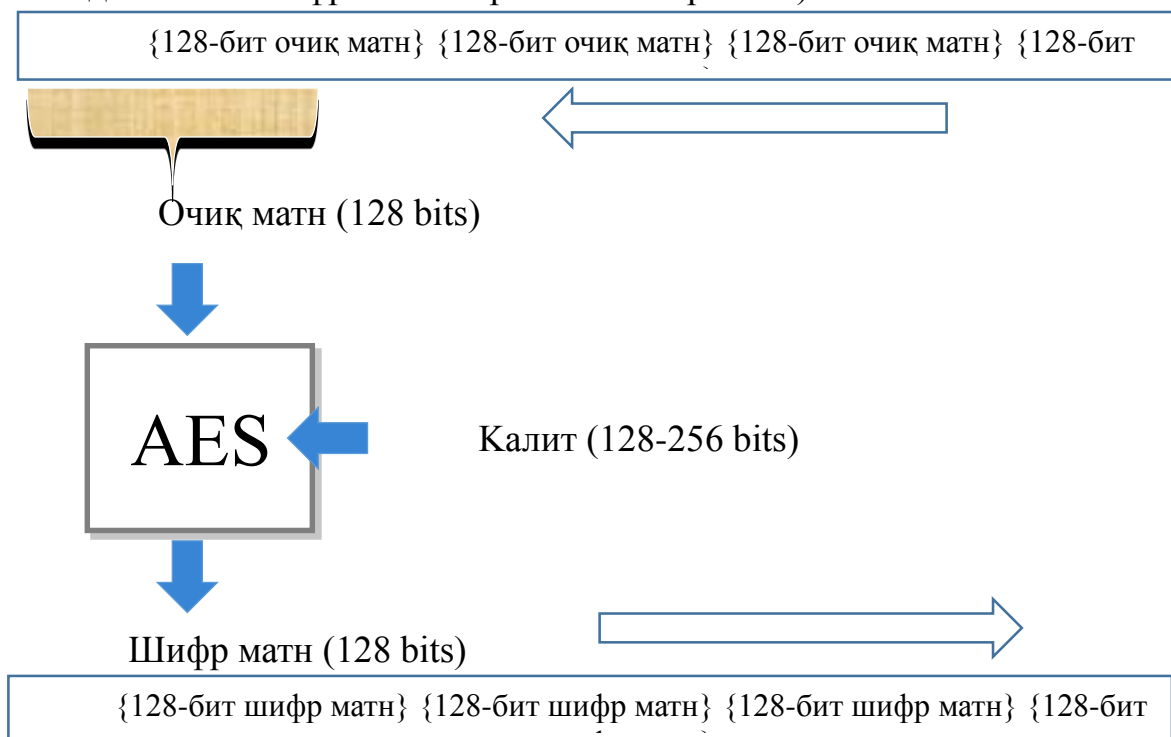 {128-бит очиқ матн} {128-бит очиқ матн} {128-бит очиқ матн} {128-бит
Очиқ матн (128 bits)
AES
Калит (128-256 bits)
Шифр матн (128 bits)
{128-бит шифр матн} {128-бит шифр матн} {128-бит шифр матн} {128-бит